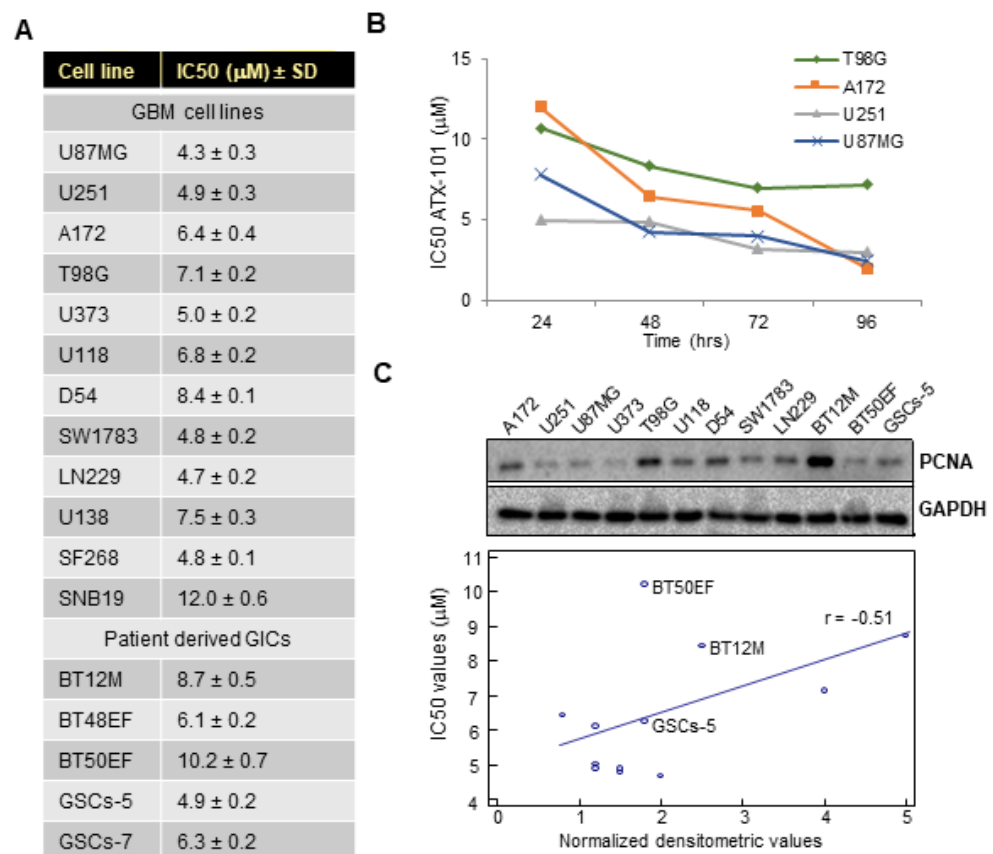 A
Cell line IC50 (μM) ± SD
GBM cell lines
U87MG 4.3 ± 0.3
U251 4.9 ± 0.3
A172 6.4 ± 0.4
T98G 7.1 ± 0.2
U373 5.0 ± 0.2
U118 6.8 ± 0.2
D54 8.4 ± 0.1
SW1783 4.8 ± 0.2
LN229 4.7 ± 0.2
U138 7.5 ± 0.3
SF268 4.8 ± 0.1
SNB19 12.0 ± 0.6
Patient derived GICs
BT12M 8.7 ± 0.5
BT48EF 6.1 ± 0.2
BT50EF 10.2 ± 0.7
GSCs-5 4.9 ± 0.2
GSCs-7 6.3 ± 0.2
B
IC50 ATX-101 (μM)
15
10
5
0
24 48 72 96
Time (hrs)
T98G
A172
U251
U87MG
C
A172 U251 U87MG U373 T98G U118 D54 SW1783 LN229 BT12M BT50EF GSCs-5
PCNA
GAPDH
IC50 values (μM)
11
10
9
8
7
6
5
4
BT50EF
r = -0.51
BT12M
GSCs-5
0 1 2 3 4 5
Normalized densitometric values